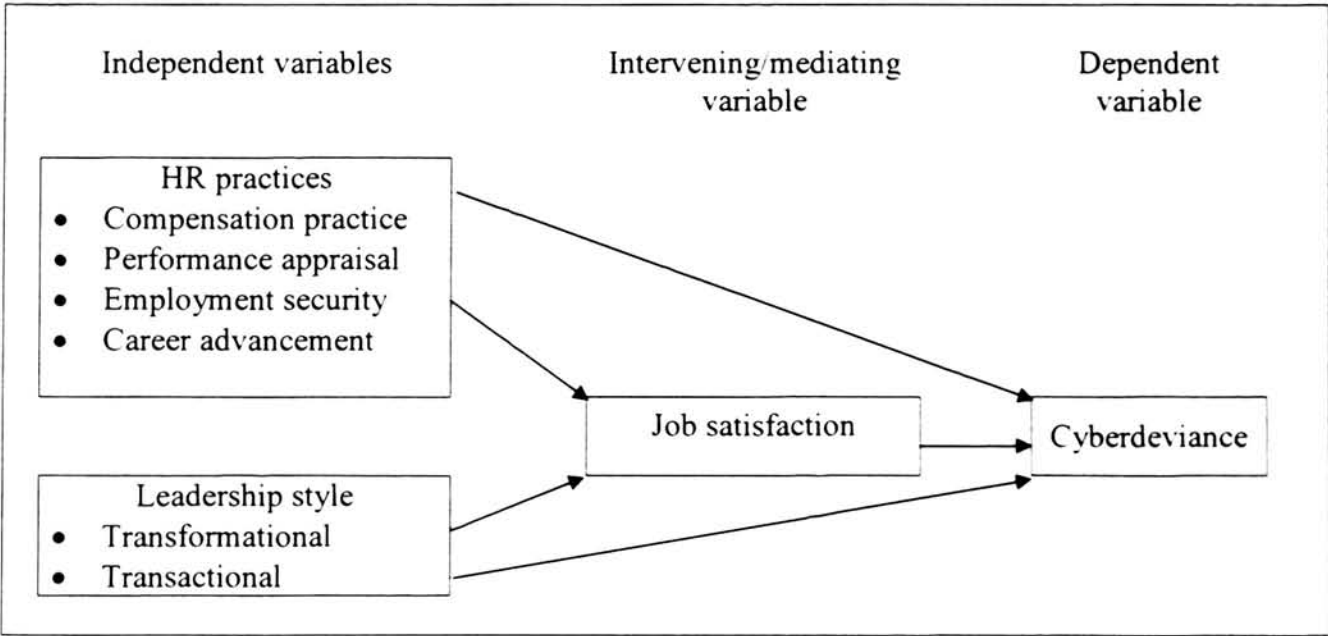 Independent variables
Intervening/mediating
variable
Dependent
variable
HR practices
• Compensation practice
• Performance appraisal
• Employment security
• Career advancement
Job satisfaction
Cyberdeviance
Leadership style
• Transformational
• Transactional